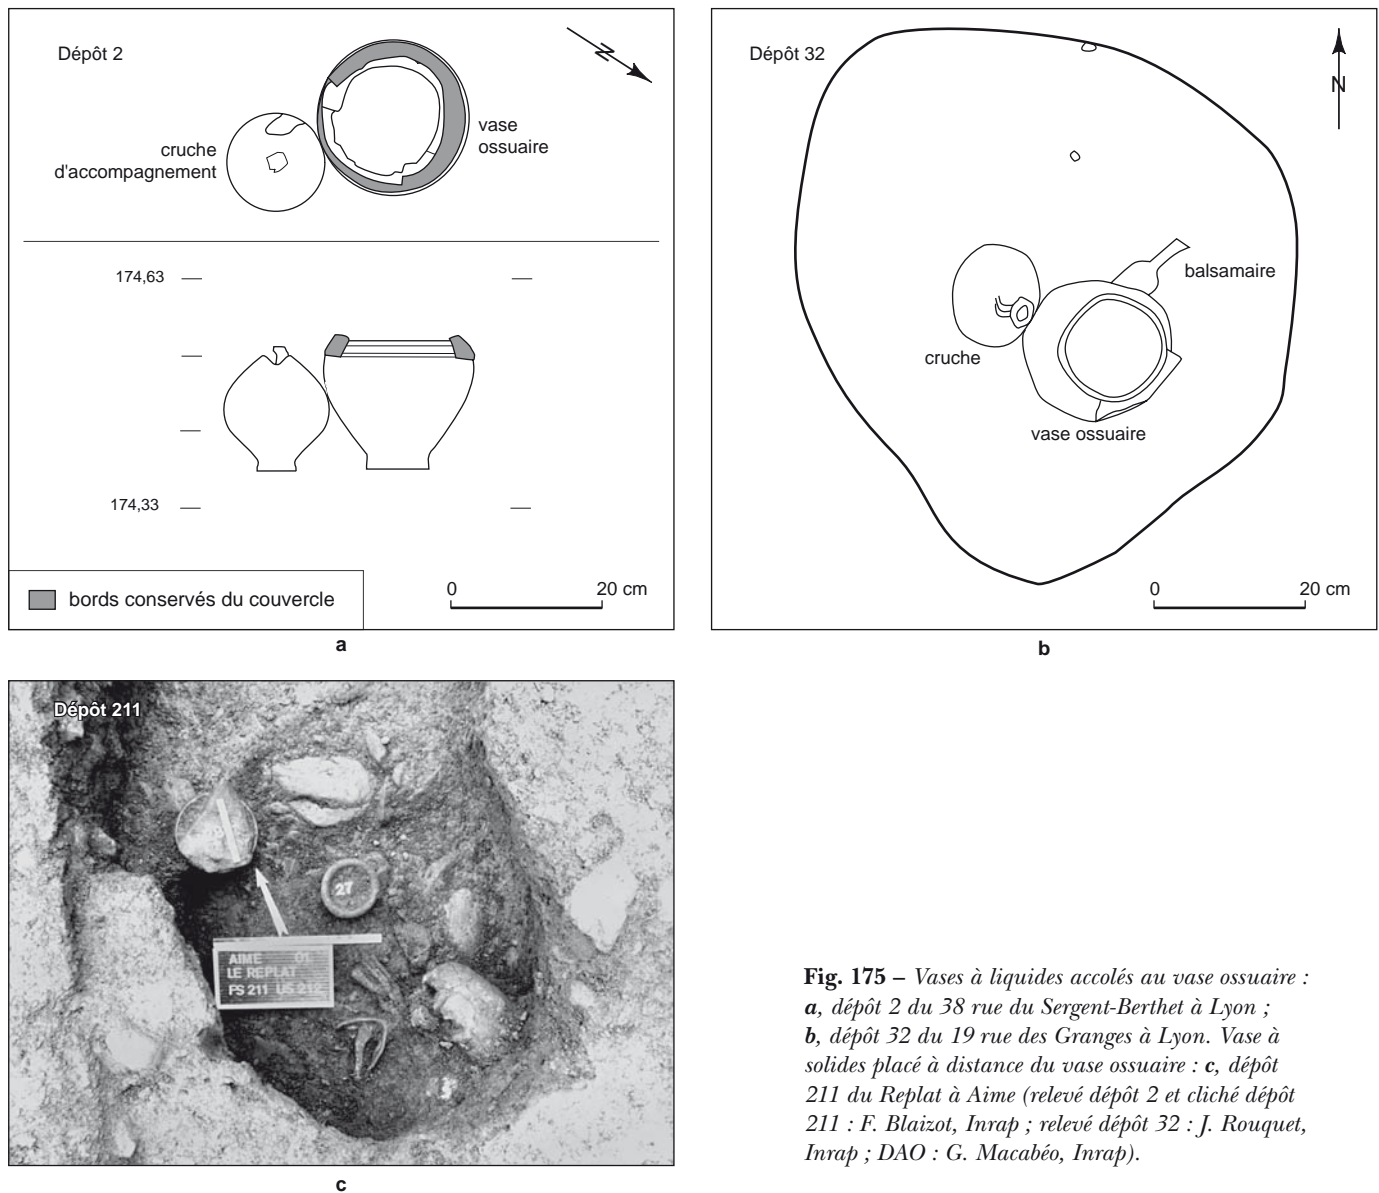 Dépôt 2
N
cruche
d'accompagnement
vase
ossuaire
174,63
174,33
bords conservés du couvercle
0 20 cm
a
Dépôt 32
N
balsamaire
cruche
vase ossuaire
0 20 cm
b
Dépôt 211
27
AIME 01
LE REPLAT
FS 211 US 212
c
Fig. 175 – Vases à liquides accolés au vase ossuaire :
a, dépôt 2 du 38 rue du Sergent-Berthet à Lyon ;
b, dépôt 32 du 19 rue des Granges à Lyon. Vase à
solides placé à distance du vase ossuaire : c, dépôt
211 du Replat à Aime (relevé dépôt 2 et cliché dépôt
211 : F. Blaizot, Inrap ; relevé dépôt 32 : J. Rouquet,
Inrap ; DAO : G. Macabéo, Inrap).